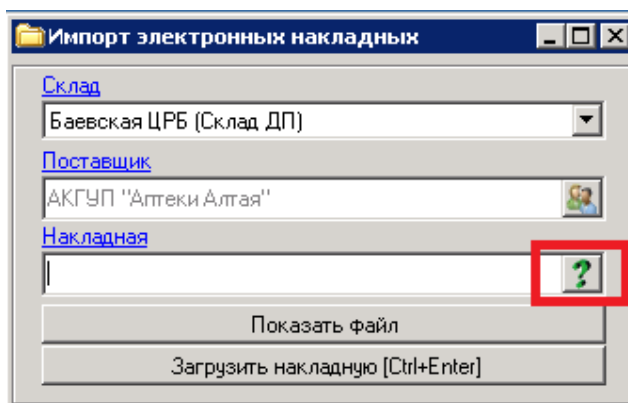 Импорт электронных накладных
Склад
Баевская ЦРБ (Склад ДП)
Поставщик
АКГУП "Аптеки Алтая"
Накладная
?
Показать файл
Загрузить накладную [Ctrl+Enter]